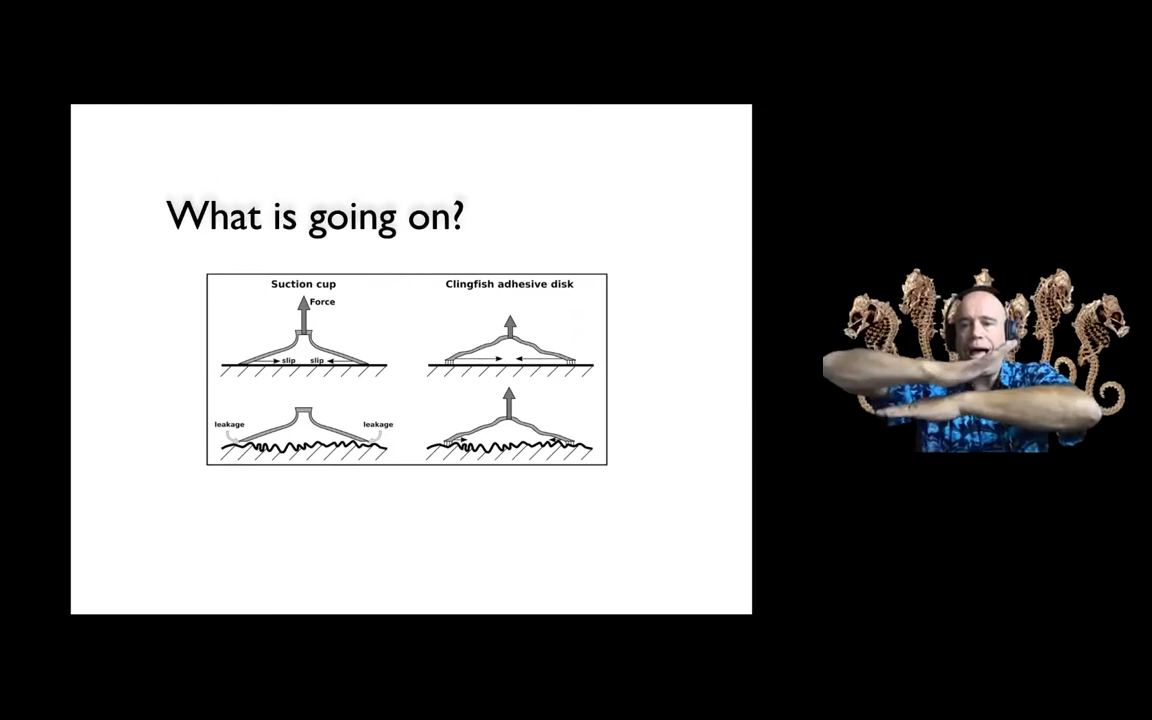 What is going on?
Suction cup
Clingfish adhesive disk
Force
slip slip
leakage leakage